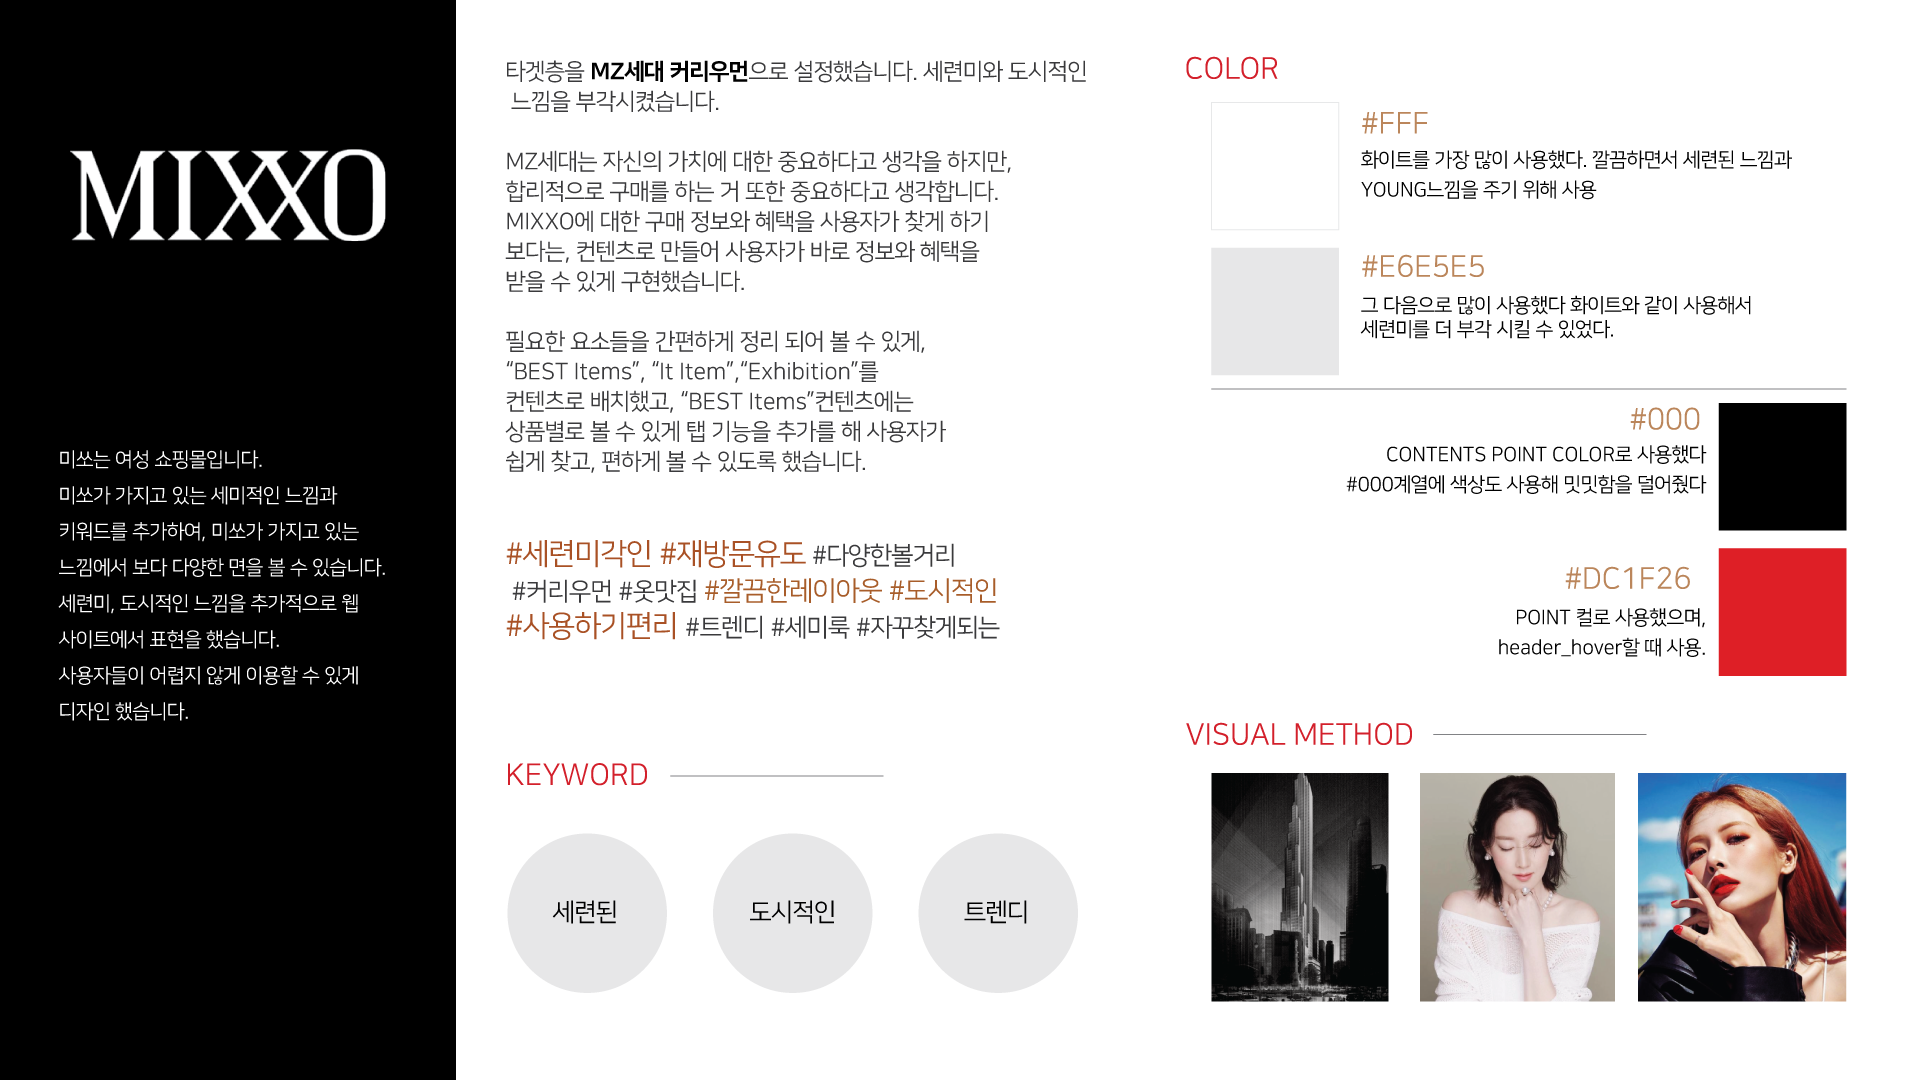 MIXXO
미쏘는 여성 쇼핑몰입니다.
미쏘가 가지고 있는 세미적인 느낌과
키워드를 추가하여, 미쏘가 가지고 있는
느낌에서 보다 다양한 면을 볼 수 있습니다.
세련미, 도시적인 느낌을 추가적으로 웹
사이트에서 표현을 했습니다.
사용자들이 어렵지 않게 이용할 수 있게
디자인 했습니다.
타겟층을 MZ세대 커리우먼으로 설정했습니다. 세련미와 도시적인
느낌을 부각시켰습니다.
MZ세대는 자신의 가치에 대한 중요하다고 생각을 하지만,
합리적으로 구매를 하는 거 또한 중요하다고 생각합니다.
MIXXO에 대한 구매 정보와 혜택을 사용자가 찾게 하기
보다는, 컨텐츠로 만들어 사용자가 바로 정보와 혜택을
받을 수 있게 구현했습니다.
필요한 요소들을 간편하게 정리 되어 볼 수 있게,
“BEST Items”, “It Item”,“Exhibition”를
컨텐츠로 배치했고, “BEST Items”컨텐츠에는
상품별로 볼 수 있게 탭 기능을 추가를 해 사용자가
쉽게 찾고, 편하게 볼 수 있도록 했습니다.
#세련미각인 #재방문유도 #다양한볼거리
#커리우먼 #옷맛집 #깔끔한레이아웃 #도시적인
#사용하기편리 #트렌디 #세미룩 #자꾸찾게되는
KEYWORD
세련된
도시적인
트렌디
COLOR
#FFF
화이트를 가장 많이 사용했다. 깔끔하면서 세련된 느낌과
YOUNG느낌을 주기 위해 사용
#E6E5E5
그 다음으로 많이 사용했다 화이트와 같이 사용해서
세련미를 더 부각 시킬 수 있었다.
#000
CONTENTS POINT COLOR로 사용했다
#000계열에 색상도 사용해 밋밋함을 덜어줬다
#DC1F26
POINT 컬로 사용했으며,
header_hover할 때 사용.
VISUAL METHOD